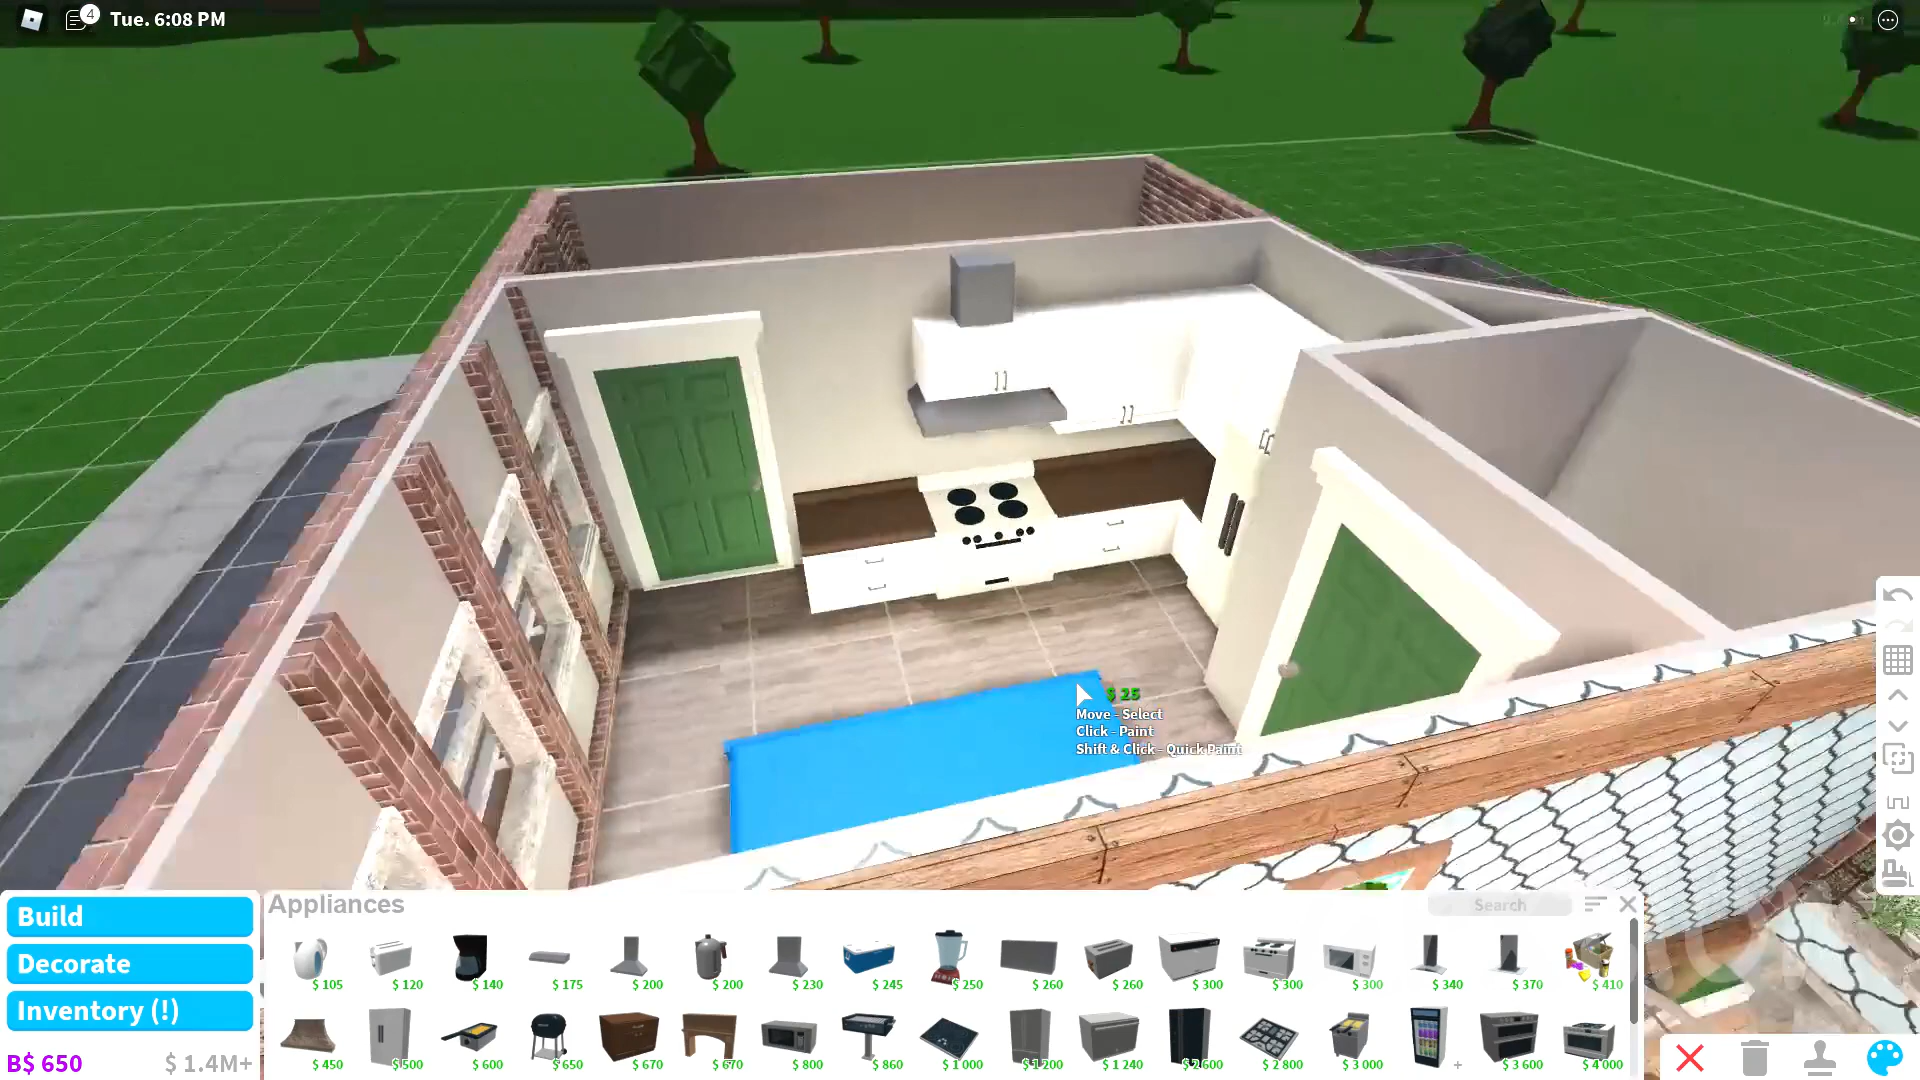 4
Tue. 6:08 PM
$ 25
Move - Select
Click - Paint
Shift & Click - Quick Paint
Build
Decorate
Inventory (!)
B$ 650
$ 1.4M+
Appliances
Search
$ 105
$ 120
$ 140
$ 175
$ 200
$ 200
$ 230
$ 245
$ 250
$ 260
$ 260
$ 300
$ 300
$ 300
$ 340
$ 370
$ 410
$ 450
$ 500
$ 600
$ 650
$ 670
$ 670
$ 800
$ 860
$ 1 000
$ 1 200
$ 1 240
$ 2 600
$ 2 800
$ 3 000
+
$ 3 600
$ 4 000